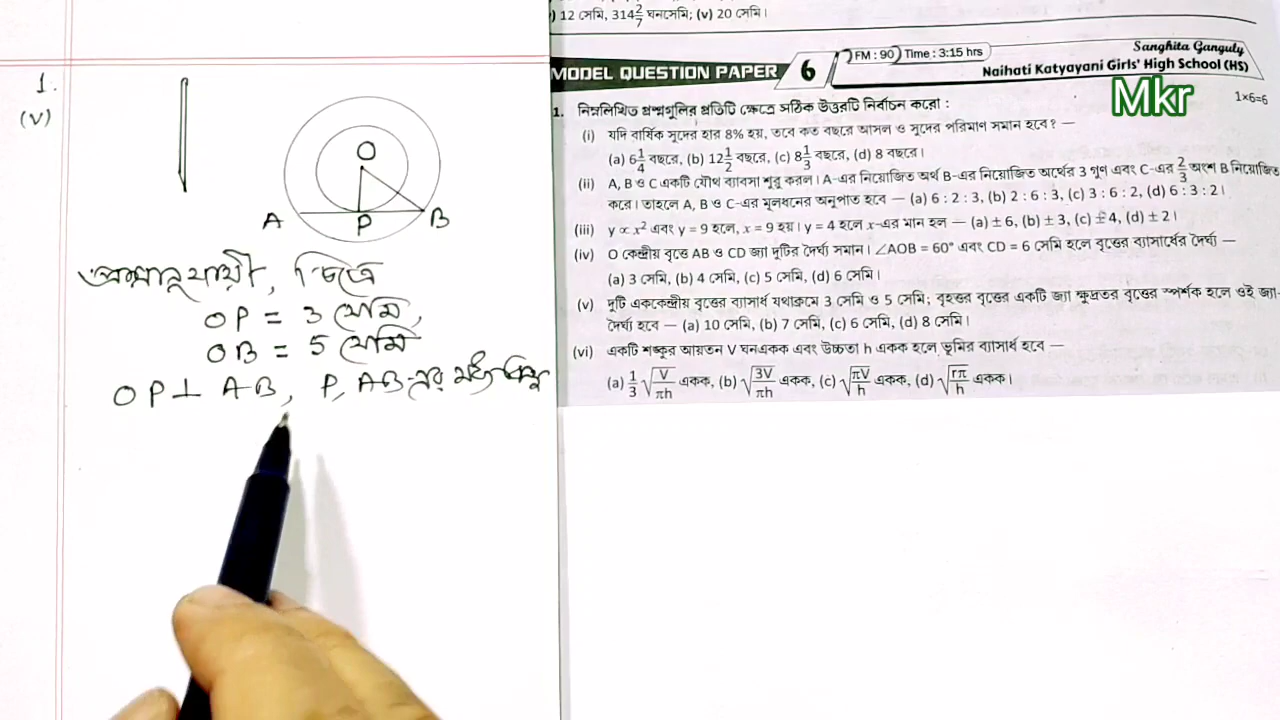 1.
(v)
O
A
P
B
প্রশ্নানুযায়ী, চিত্রে
OP = 3 সেমি,
OB = 5 সেমি
OP⊥ AB, P, AB এর মধ্যবিন্দু
) 12 সেমি, 314 2/7 ঘনসেমি; (v) 20 সেমি।
MODEL QUESTION PAPER 6
FM : 90 Time : 3:15 hrs
Sanghita Ganguly
Naihati Katyayani Girls' High School (HS)
Mkr
1. নিম্নলিখিত প্রশ্নগুলির প্রতিটি ক্ষেত্রে সঠিক উত্তরটি নির্বাচন করো : 1×6=6
(i) যদি বার্ষিক সুদের হার 8% হয়, তবে কত বছরে আসল ও সুদের পরিমাণ সমান হবে? —
(a) 6 1/4 বছরে, (b) 12 1/2 বছরে, (c) 8 1/3 বছরে, (d) 8 বছরে।
(ii) A, B ও C একটি যৌথ ব্যাবসা শুরু করল। A-এর নিয়োজিত অর্থ B-এর নিয়োজিত অর্থের 3 গুণ এবং C-এর 2/3 অংশ B নিয়োজিত
করে। তাহলে A, B ও C-এর মূলধনের অনুপাত হবে — (a) 6 : 2 : 3, (b) 2 : 6 : 3, (c) 3 : 6 : 2, (d) 6 : 3 : 2।
(iii) y ∝ x² এবং y = 9 হলে, x = 9 হয়। y = 4 হলে x-এর মান হল — (a) ± 6, (b) ± 3, (c) ± 4, (d) ± 2।
(iv) O কেন্দ্রীয় বৃত্তে AB ও CD জ্যা দুটির দৈর্ঘ্য সমান। ∠AOB = 60° এবং CD = 6 সেমি হলে বৃত্তের ব্যাসার্ধের দৈর্ঘ্য —
(a) 3 সেমি, (b) 4 সেমি, (c) 5 সেমি, (d) 6 সেমি।
(v) দুটি এককেন্দ্রীয় বৃত্তের ব্যাসার্ধ যথাক্রমে 3 সেমি ও 5 সেমি; বৃহত্তর বৃত্তের একটি জ্যা ক্ষুদ্রতর বৃত্তের স্পর্শক হলে ওই জ্যা-
দৈর্ঘ্য হবে — (a) 10 সেমি, (b) 7 সেমি, (c) 6 সেমি, (d) 8 সেমি।
(vi) একটি শঙ্কুর আয়তন V ঘনএকক এবং উচ্চতা h একক হলে ভূমির ব্যাসার্ধ হবে —
(a) 1/3 √(V/πh) একক, (b) √(3V/πh) একক, (c) √(πV/h) একক, (d) √(rπ/h) একক।